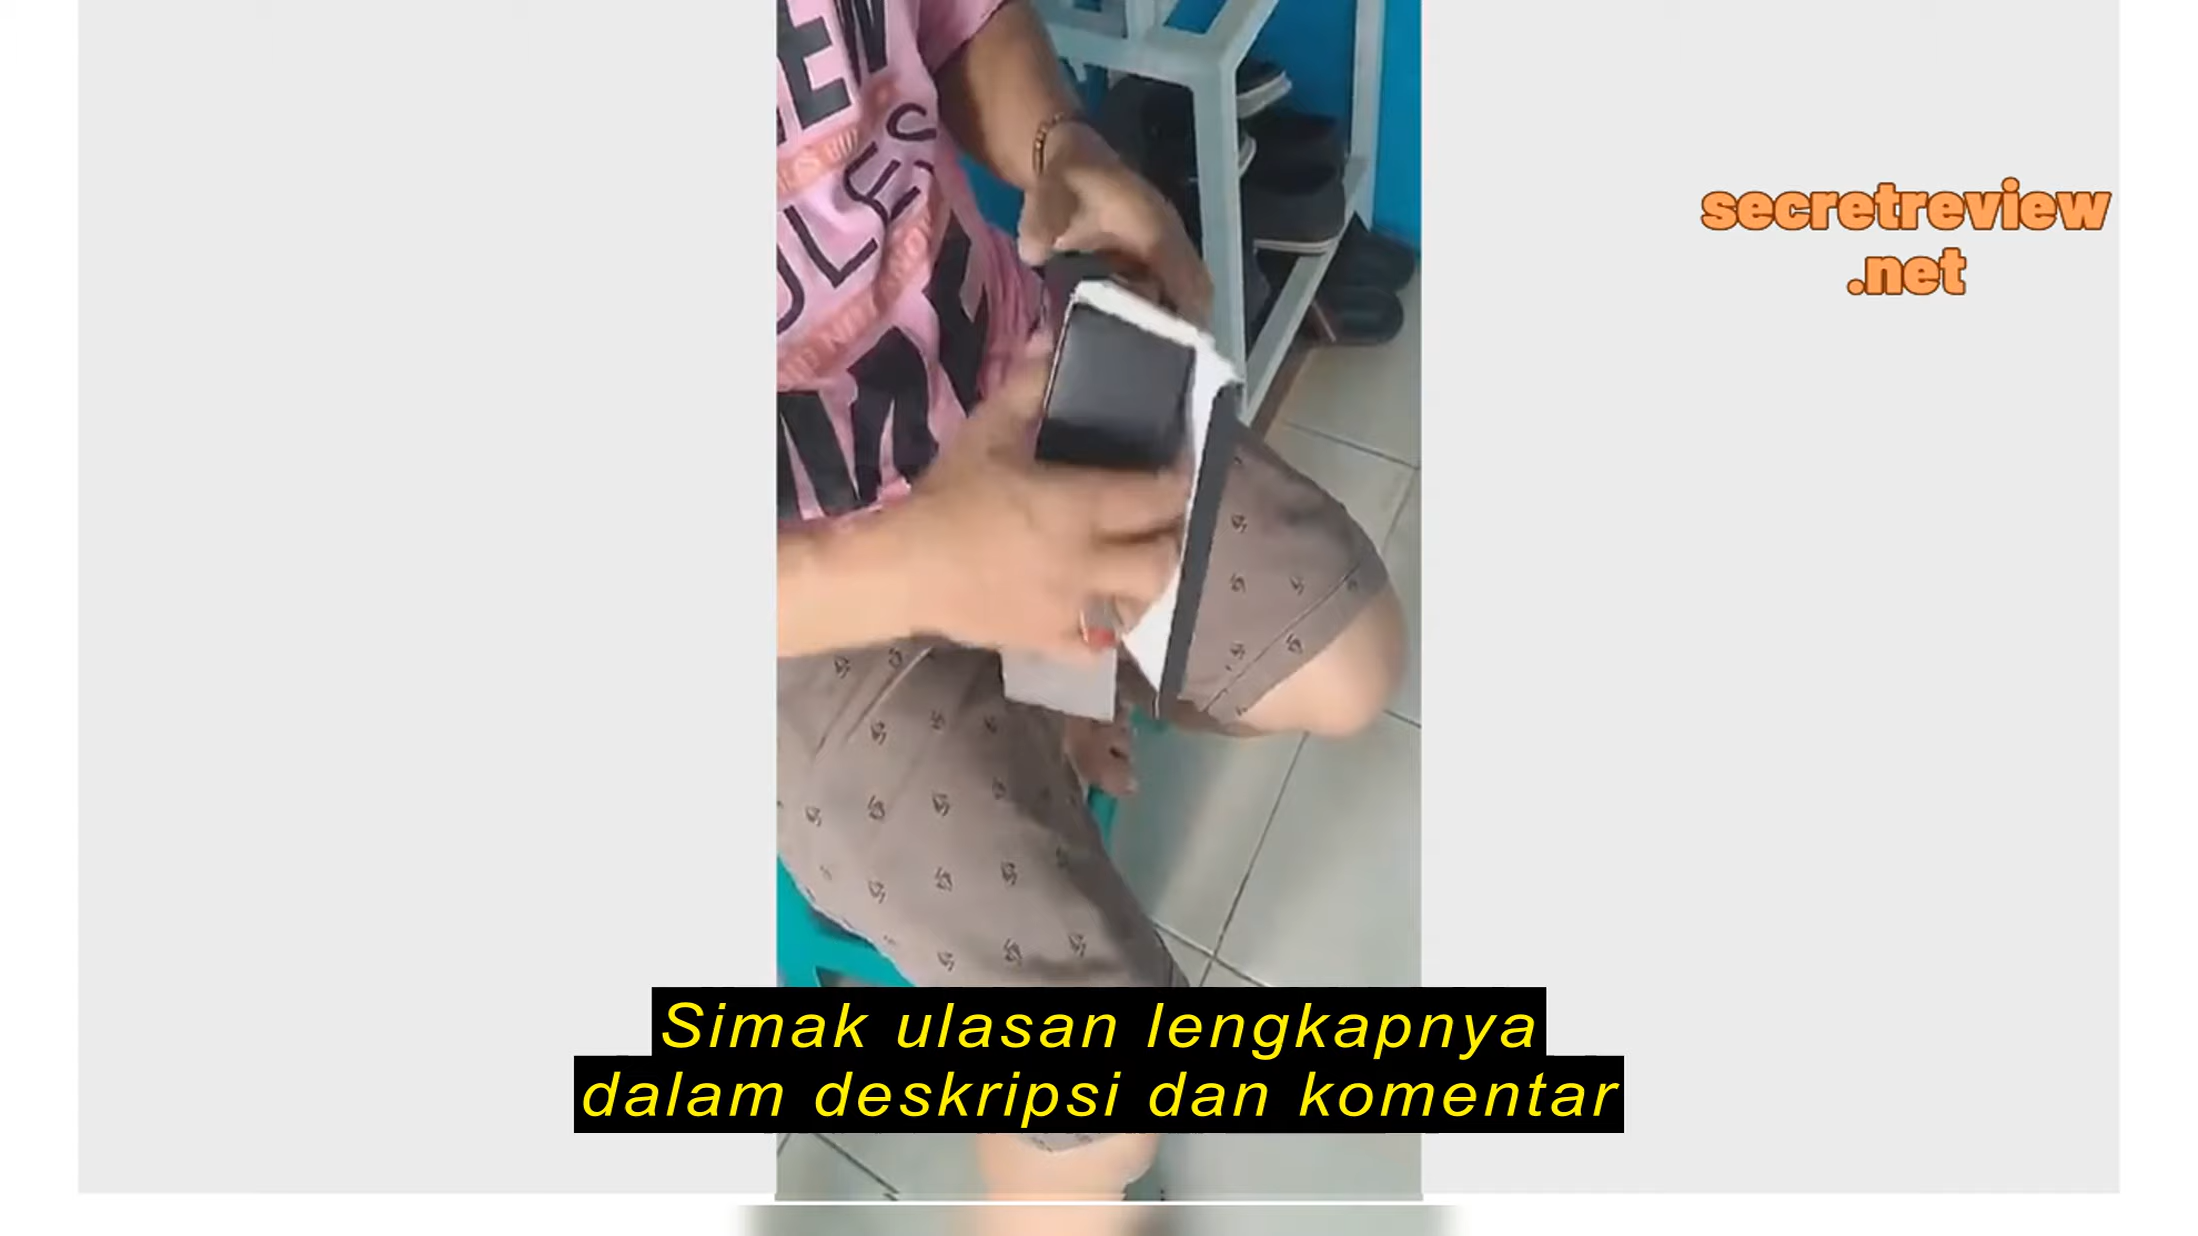 secretreview
.net
Simak ulasan lengkapnya
dalam deskripsi dan komentar